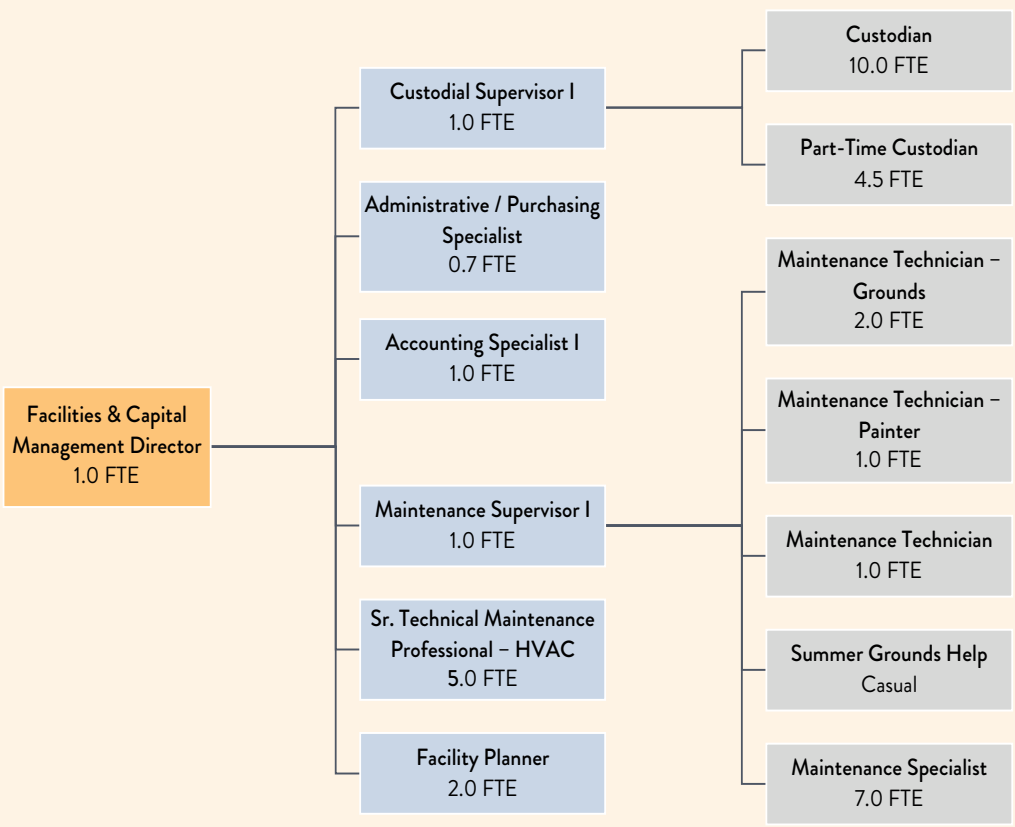 Facilities & Capital
Management Director
1.0 FTE
Custodial Supervisor I
1.0 FTE
Administrative / Purchasing
Specialist
0.7 FTE
Accounting Specialist I
1.0 FTE
Maintenance Supervisor I
1.0 FTE
Sr. Technical Maintenance
Professional – HVAC
5.0 FTE
Facility Planner
2.0 FTE
Custodian
10.0 FTE
Part-Time Custodian
4.5 FTE
Maintenance Technician –
Grounds
2.0 FTE
Maintenance Technician –
Painter
1.0 FTE
Maintenance Technician
1.0 FTE
Summer Grounds Help
Casual
Maintenance Specialist
7.0 FTE